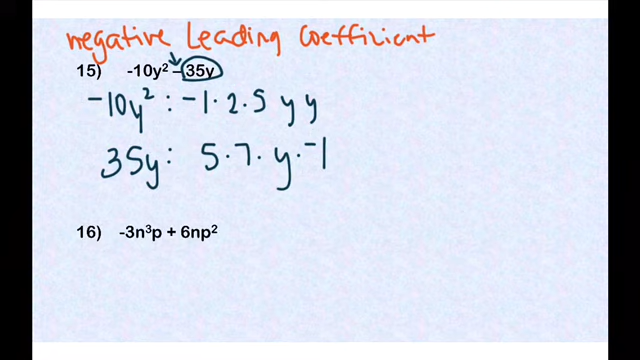 negative Leading Coefficient
15) -10y² – 35y
-10y² : -1 · 2 · 5 y y
35y : 5 · 7 · y · -1
16) -3n³p + 6np²